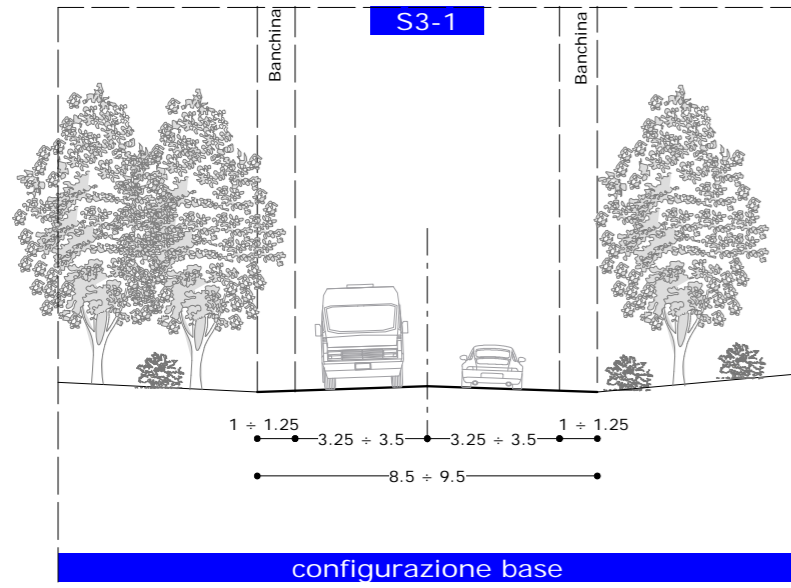 S3-1
Banchina
Banchina
1 ÷ 1.25
3.25 ÷ 3.5
3.25 ÷ 3.5
1 ÷ 1.25
8.5 ÷ 9.5
configurazione base